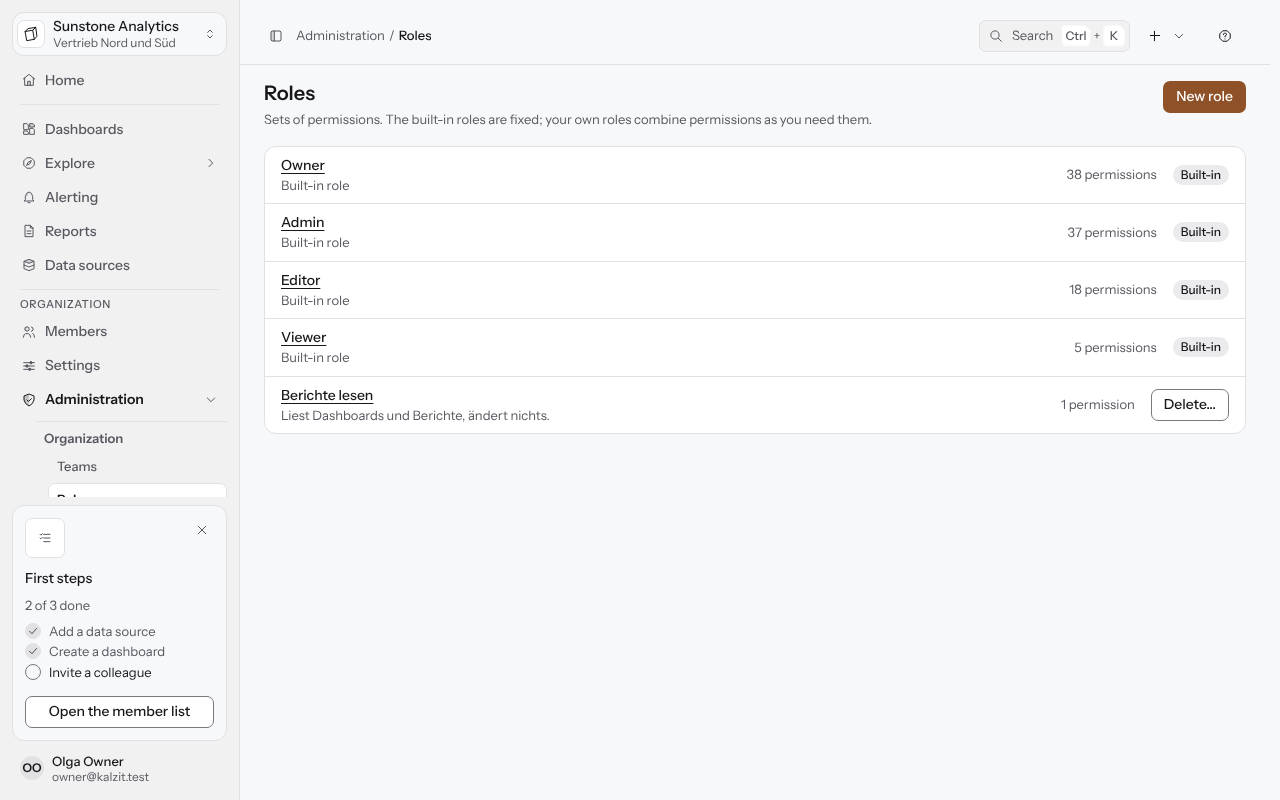 Sunstone Analytics
Vertrieb Nord und Süd
Home
Dashboards
Explore
Alerting
Reports
Data sources
ORGANIZATION
Members
Settings
Administration
Organization
Teams
First steps
2 of 3 done
Add a data source
Create a dashboard
Invite a colleague
Open the member list
OO
Olga Owner
owner@kalzit.test
Administration / Roles
Search Ctrl + K
Roles
New role
Sets of permissions. The built-in roles are fixed; your own roles combine permissions as you need them.
Owner
Built-in role
38 permissions Built-in
Admin
Built-in role
37 permissions Built-in
Editor
Built-in role
18 permissions Built-in
Viewer
Built-in role
5 permissions Built-in
Berichte lesen
Liest Dashboards und Berichte, ändert nichts.
1 permission Delete...